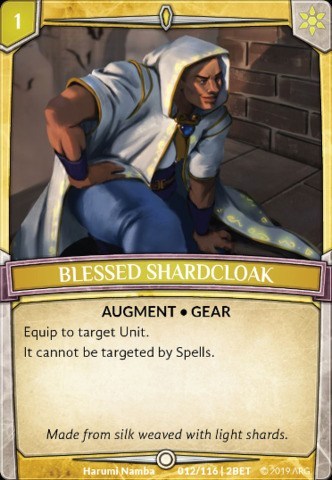 1
BLESSED SHARDCLOAK
AUGMENT ● GEAR
Equip to target Unit.
It cannot be targeted by Spells.
Made from silk weaved with light shards.
Harumi Namba 012/116 | 2BET © 2019 ARG